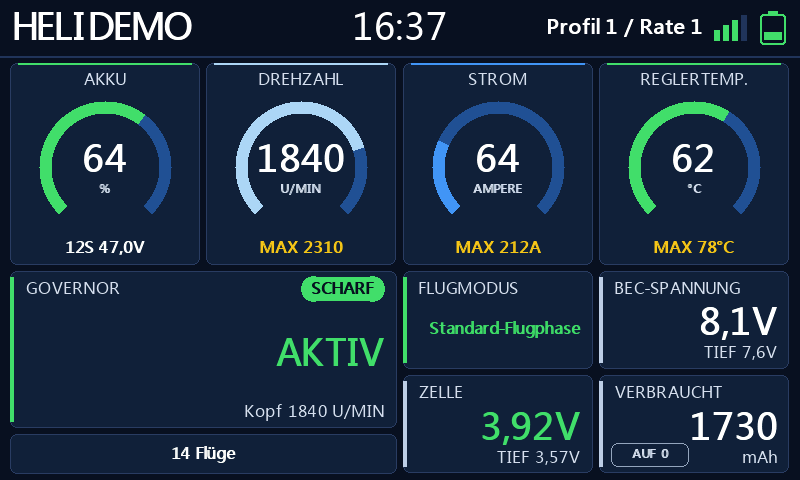 HELI DEMO
16:37
Profil 1 / Rate 1
AKKU
64
%
12S 47,0V
DREHZAHL
1840
U/MIN
MAX 2310
STROM
64
AMPERE
MAX 212A
REGLERTEMP.
62
°C
MAX 78°C
GOVERNOR
SCHARF
AKTIV
Kopf 1840 U/MIN
14 Flüge
FLUGMODUS
Standard-Flugphase
BEC-SPANNUNG
8,1V
TIEF 7,6V
ZELLE
3,92V
TIEF 3,57V
VERBRAUCHT
1730
AUF 0
mAh